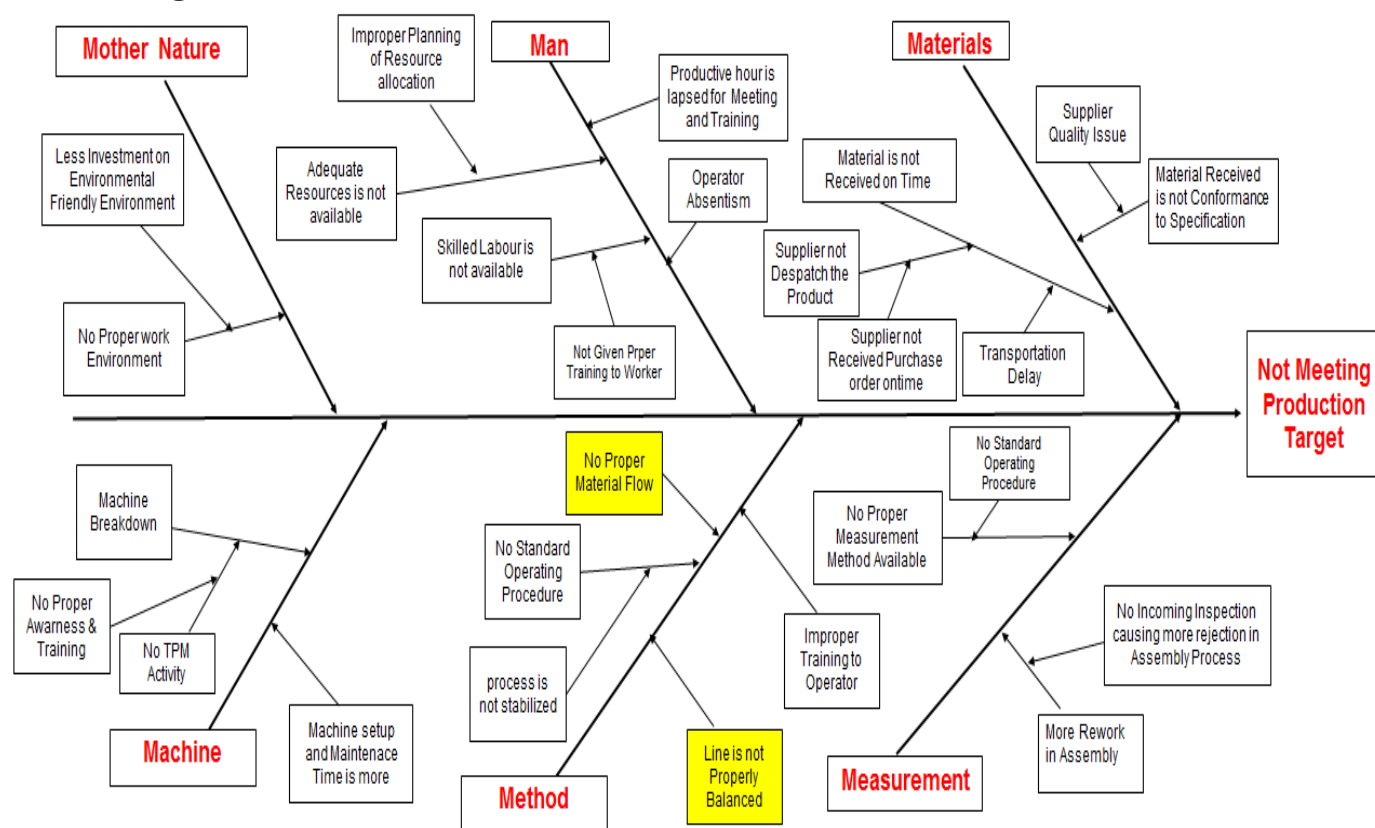 Mother Nature
Improper Planning
of Resource
allocation
Man
Materials
Productive hour is
lapsed for Meeting
and Training
Supplier
Quality Issue
Less Investment on
Environmental
Friendly Environment
Adequate
Resources is not
available
Operator
Absentism
Material is not
Received on Time
Material Received
is not Conformance
to Specification
Skilled Labour is
not available
Supplier not
Despatch the
Product
No Proper work
Environment
Not Given Prper
Training to Worker
Supplier not
Received Purchase
order ontime
Transportation
Delay
Not Meeting
Production
Target
No Proper
Material Flow
No Standard
Operating
Procedure
Machine
Breakdown
No Proper
Measurement
Method Available
No Standard
Operating
Procedure
No Proper
Awarness &
Training
No TPM
Activity
process is
not stabilized
Improper
Training to
Operator
No Incoming Inspection
causing more rejection in
Assembly Process
Machine
Machine setup
and Maintenace
Time is more
Method
Line is not
Properly
Balanced
Measurement
More Rework
in Assembly